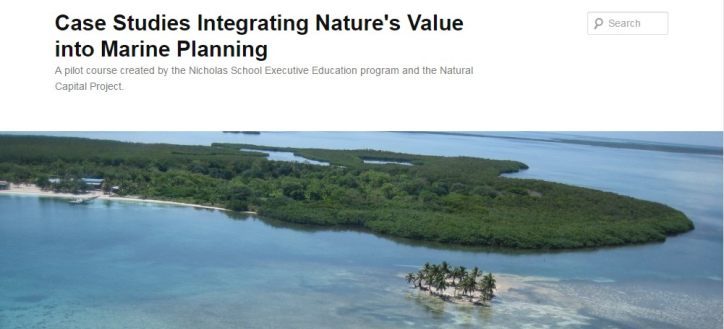 Case Studies Integrating Nature's Value
into Marine Planning
A pilot course created by the Nicholas School Executive Education program and the Natural
Capital Project.
Search